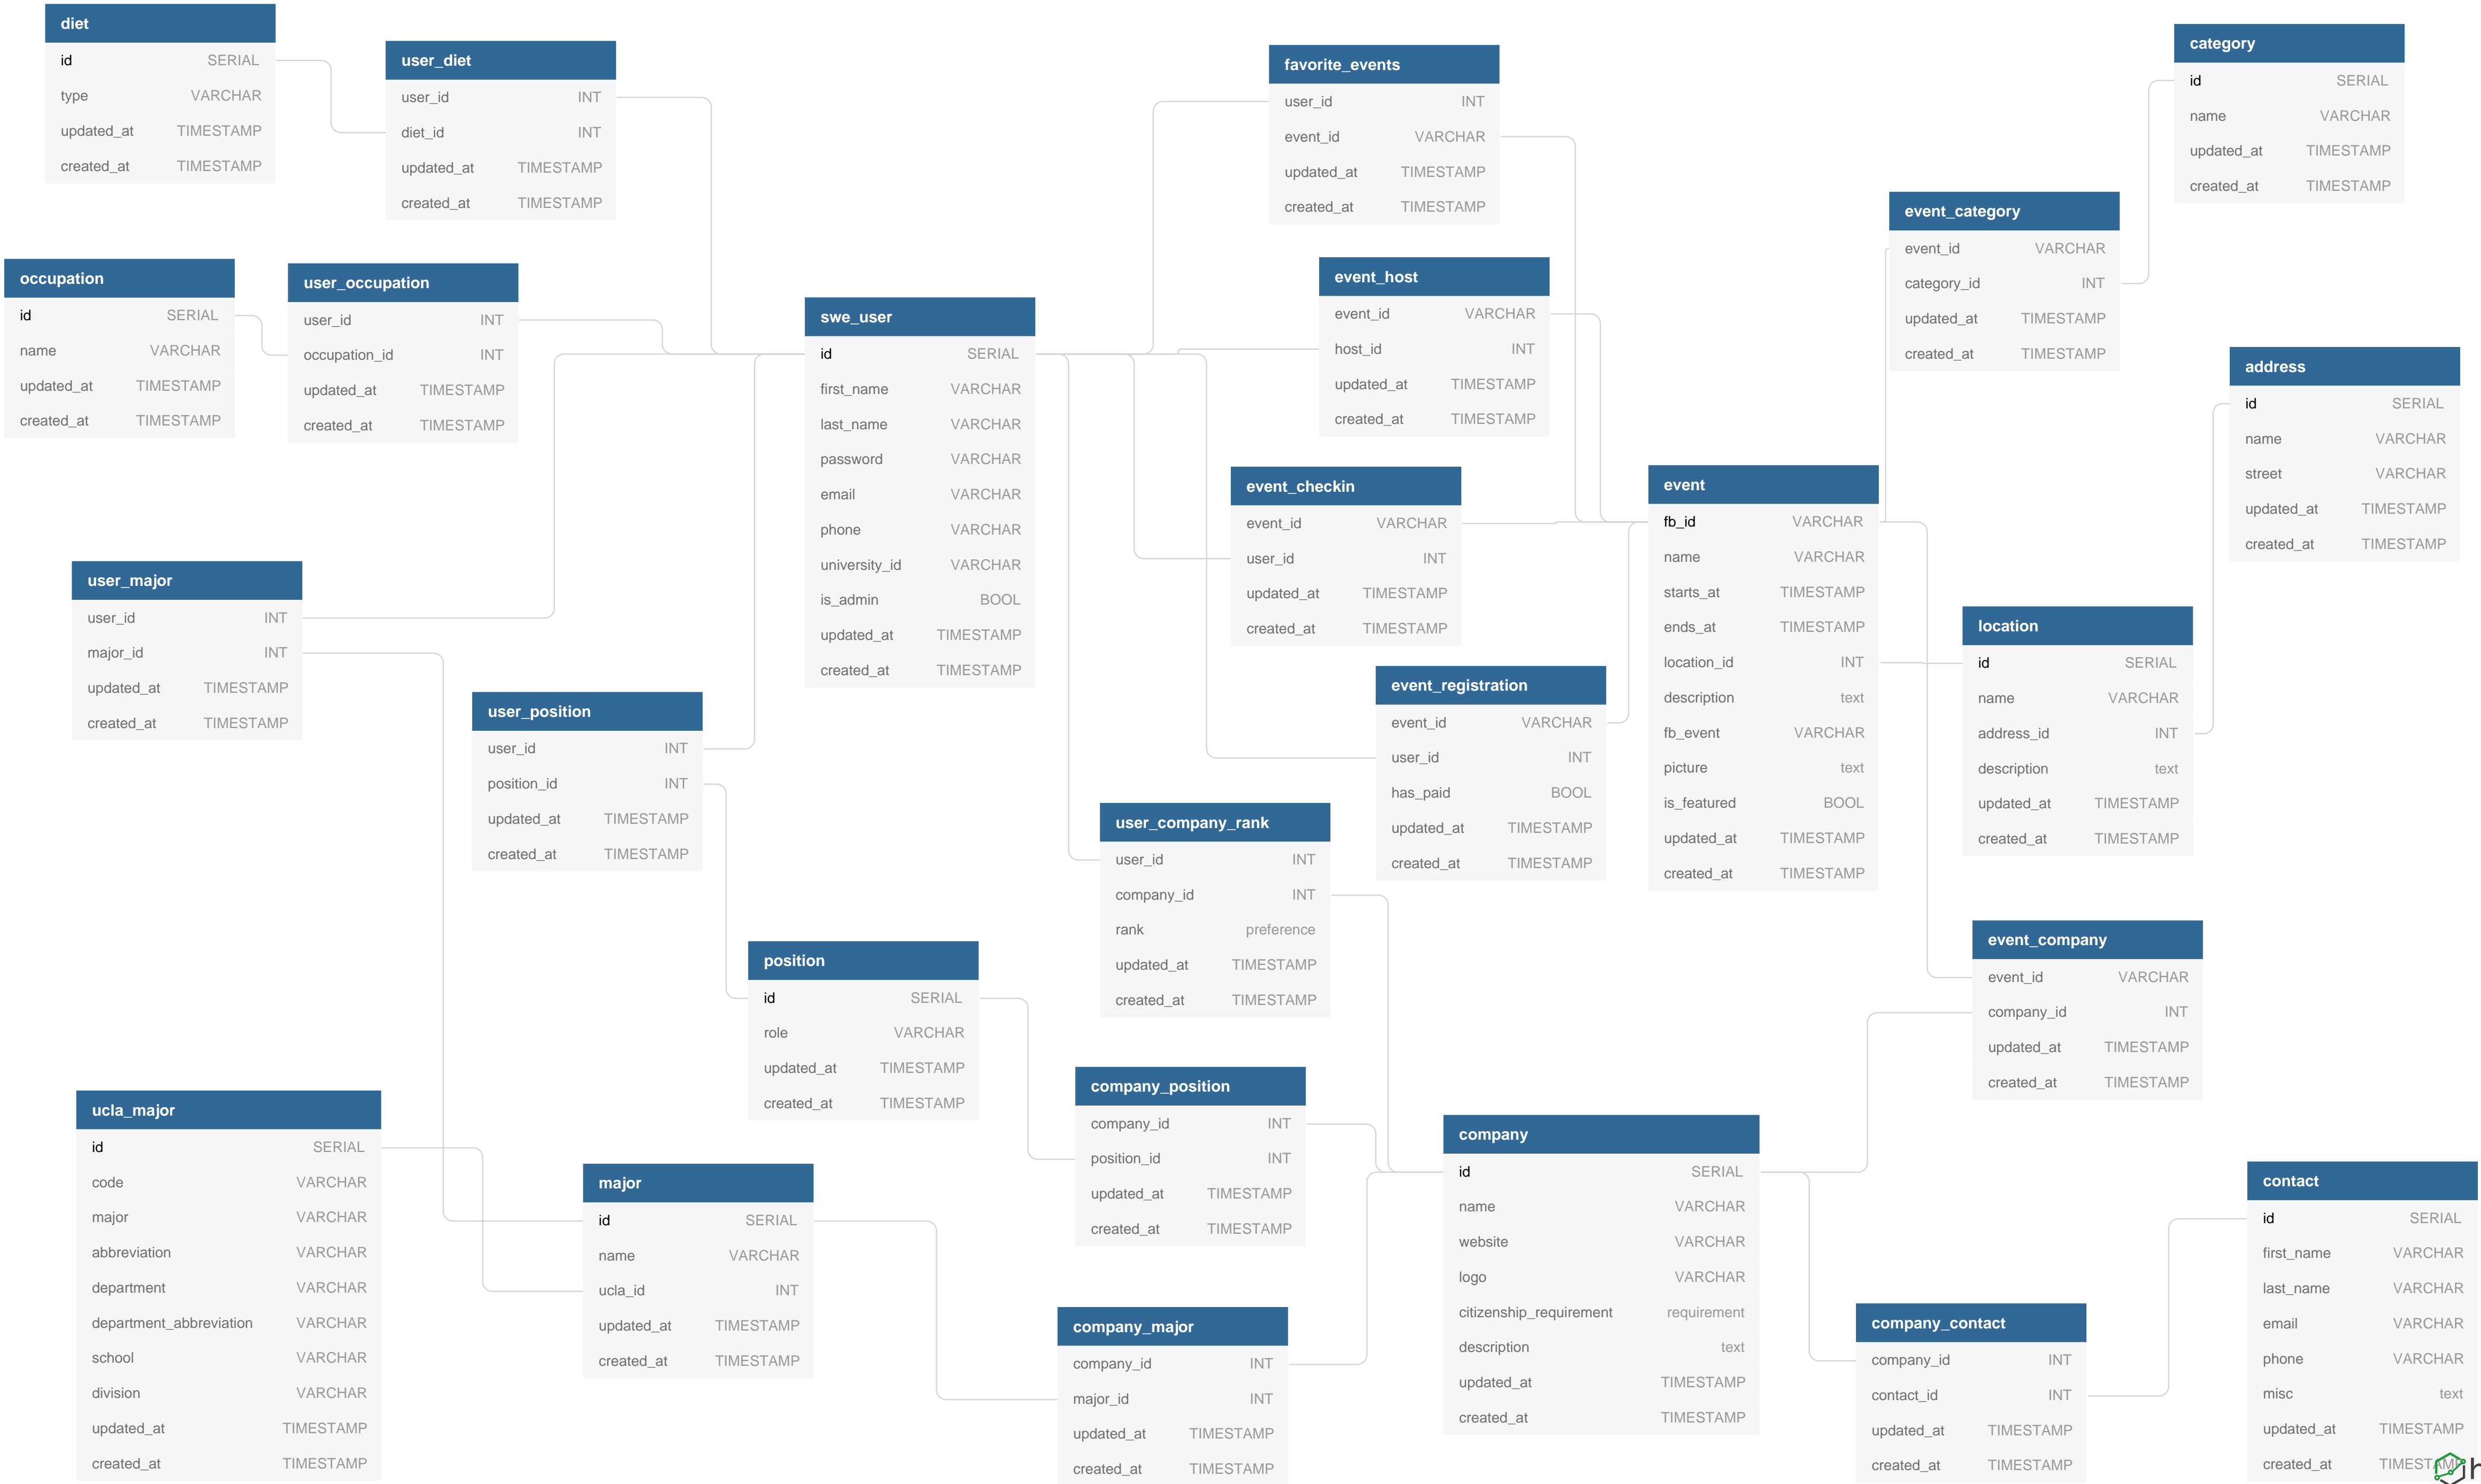 diet
id SERIAL
type VARCHAR
updated_at TIMESTAMP
created_at TIMESTAMP
user_diet
user_id INT
diet_id INT
updated_at TIMESTAMP
created_at TIMESTAMP
favorite_events
user_id INT
event_id VARCHAR
updated_at TIMESTAMP
created_at TIMESTAMP
category
id SERIAL
name VARCHAR
updated_at TIMESTAMP
created_at TIMESTAMP
event_category
event_id VARCHAR
category_id INT
updated_at TIMESTAMP
created_at TIMESTAMP
occupation
id SERIAL
name VARCHAR
updated_at TIMESTAMP
created_at TIMESTAMP
user_occupation
user_id INT
occupation_id INT
updated_at TIMESTAMP
created_at TIMESTAMP
swe_user
id SERIAL
first_name VARCHAR
last_name VARCHAR
password VARCHAR
email VARCHAR
phone VARCHAR
university_id VARCHAR
is_admin BOOL
updated_at TIMESTAMP
created_at TIMESTAMP
event_host
event_id VARCHAR
host_id INT
updated_at TIMESTAMP
created_at TIMESTAMP
address
id SERIAL
name VARCHAR
street VARCHAR
updated_at TIMESTAMP
created_at TIMESTAMP
event_checkin
event_id VARCHAR
user_id INT
updated_at TIMESTAMP
created_at TIMESTAMP
event
fb_id VARCHAR
name VARCHAR
starts_at TIMESTAMP
ends_at TIMESTAMP
location_id INT
description text
fb_event VARCHAR
picture text
is_featured BOOL
updated_at TIMESTAMP
created_at TIMESTAMP
user_major
user_id INT
major_id INT
updated_at TIMESTAMP
created_at TIMESTAMP
location
id SERIAL
name VARCHAR
address_id INT
description text
updated_at TIMESTAMP
created_at TIMESTAMP
event_registration
event_id VARCHAR
user_id INT
has_paid BOOL
updated_at TIMESTAMP
created_at TIMESTAMP
user_position
user_id INT
position_id INT
updated_at TIMESTAMP
created_at TIMESTAMP
user_company_rank
user_id INT
company_id INT
rank preference
updated_at TIMESTAMP
created_at TIMESTAMP
event_company
event_id VARCHAR
company_id INT
updated_at TIMESTAMP
created_at TIMESTAMP
position
id SERIAL
role VARCHAR
updated_at TIMESTAMP
created_at TIMESTAMP
company_position
company_id INT
position_id INT
updated_at TIMESTAMP
created_at TIMESTAMP
ucla_major
id SERIAL
code VARCHAR
major VARCHAR
abbreviation VARCHAR
department VARCHAR
department_abbreviation VARCHAR
school VARCHAR
division VARCHAR
updated_at TIMESTAMP
created_at TIMESTAMP
company
id SERIAL
name VARCHAR
website VARCHAR
logo VARCHAR
citizenship_requirement requirement
description text
updated_at TIMESTAMP
created_at TIMESTAMP
major
id SERIAL
name VARCHAR
ucla_id INT
updated_at TIMESTAMP
created_at TIMESTAMP
contact
id SERIAL
first_name VARCHAR
last_name VARCHAR
email VARCHAR
phone VARCHAR
misc text
updated_at TIMESTAMP
created_at TIMESTAMP
company_contact
company_id INT
contact_id INT
updated_at TIMESTAMP
created_at TIMESTAMP
company_major
company_id INT
major_id INT
updated_at TIMESTAMP
created_at TIMESTAMP